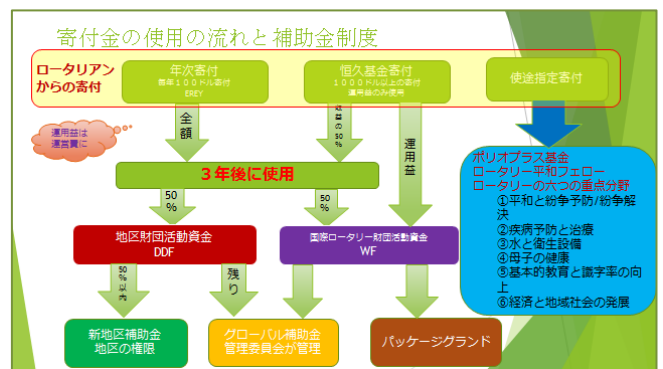 寄付金の使用の流れと補助金制度
ロータリアン
からの寄付
年次寄付
毎年１００ドル寄付
EREY
恒久基金寄付
１０００ドル以上の寄付
運用益のみ使用
使途指定寄付
運用益は
運営費に
全額
収益の50%
運用益
３年後に使用
50%
50%
地区財団活動資金
DDF
国際ロータリー財団活動資金
WF
50%以内
残り
新地区補助金
地区の権限
グローバル補助金
管理委員会が管理
パッケージグランド
ポリオプラス基金
ロータリー平和フェロー
ロータリーの六つの重点分野
①平和と紛争予防/紛争解
決
②疾病予防と治療
③水と衛生設備
④母子の健康
⑤基本的教育と識字率の向
上
⑥経済と地域社会の発展